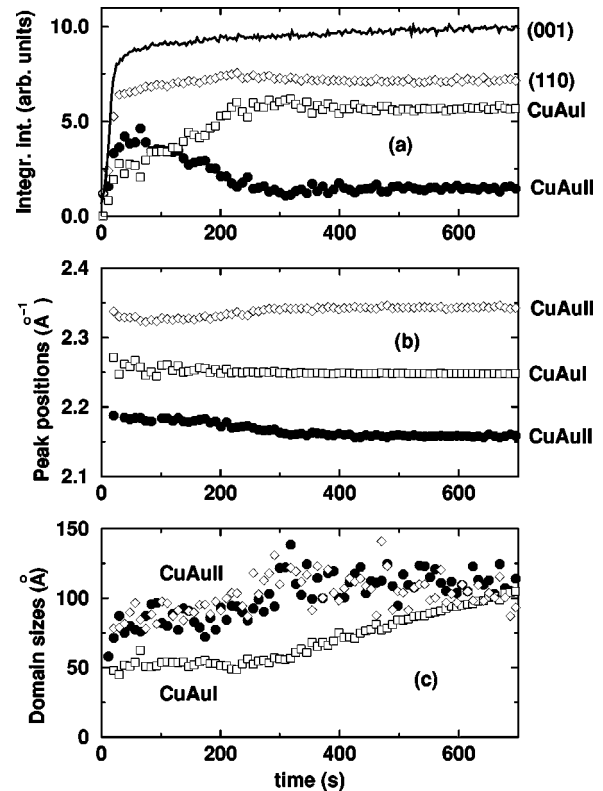 Integr. int. (arb. units)
10.0
5.0
0.0
(001)
(110)
CuAuI
CuAuII
(a)
0 200 400 600
Peak positions (Å⁻¹)
2.4
2.3
2.2
2.1
CuAuII
(b)
CuAuI
CuAuII
0 200 400 600
Domain sizes (Å)
150
100
50
0
CuAuII
CuAuI
(c)
0 200 400 600
time (s)